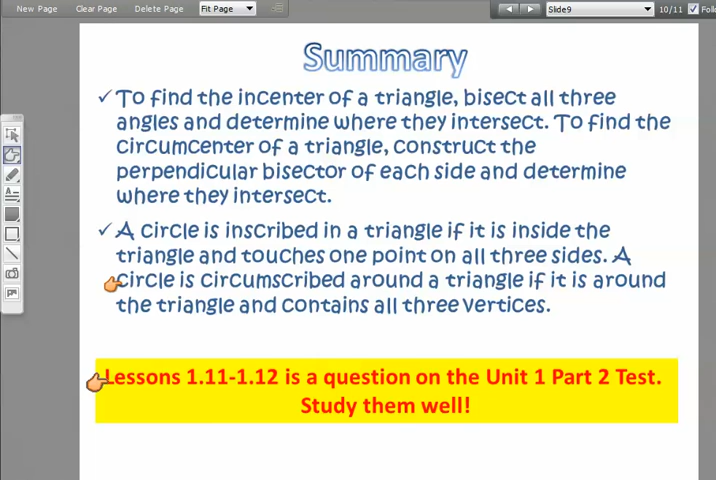 New Page Clear Page Delete Page Fit Page Slide9 10/11 Follo
Summary
✓ To find the incenter of a triangle, bisect all three
angles and determine where they intersect. To find the
circumcenter of a triangle, construct the
perpendicular bisector of each side and determine
where they intersect.
✓ A circle is inscribed in a triangle if it is inside the
triangle and touches one point on all three sides. A
circle is circumscribed around a triangle if it is around
the triangle and contains all three vertices.
Lessons 1.11-1.12 is a question on the Unit 1 Part 2 Test.
Study them well!